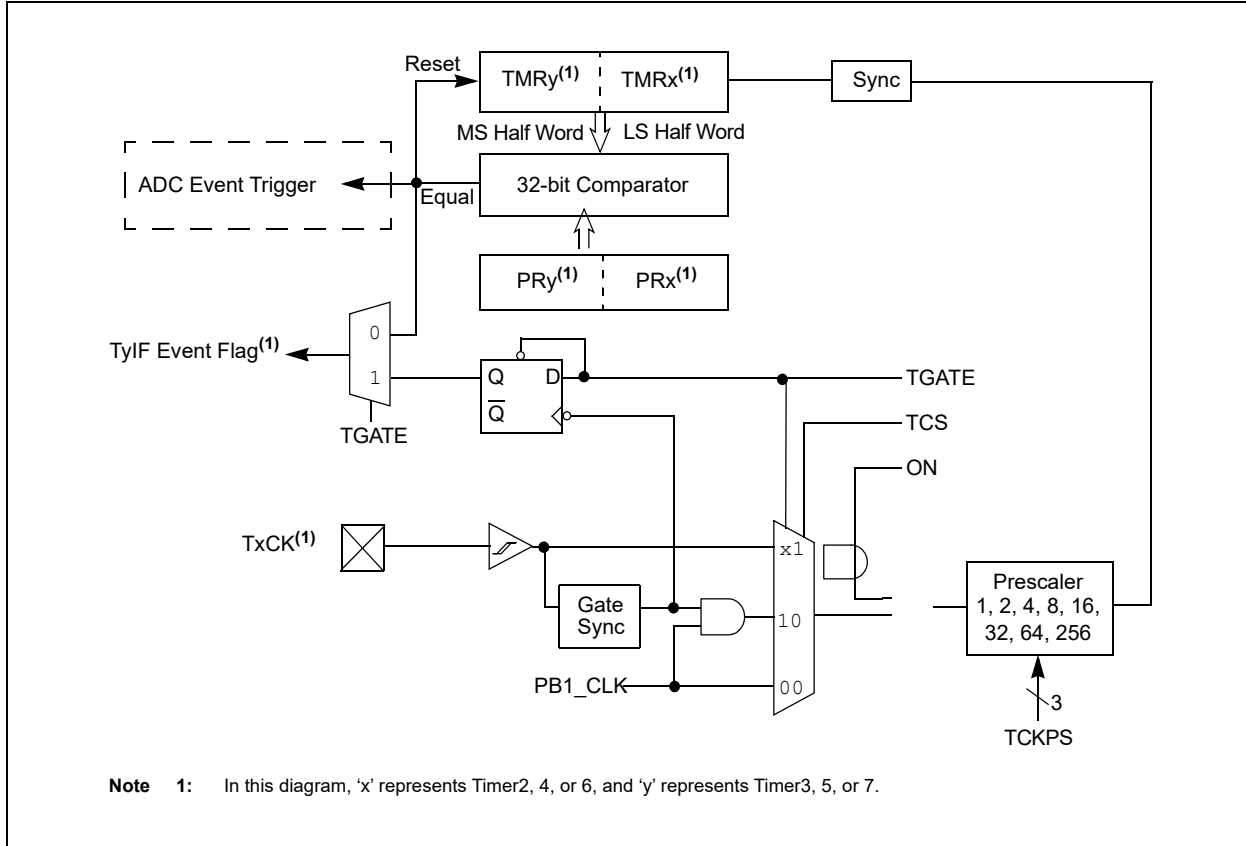 Reset
TMRy(1)
TMRx(1)
Sync
MS Half Word
LS Half Word
ADC Event Trigger
Equal
32-bit Comparator
PRy(1)
PRx(1)
0
TyIF Event Flag(1)
1
Q
D
Q
TGATE
TGATE
TCS
ON
TxCK(1)
x1
Gate
Sync
10
Prescaler
1, 2, 4, 8, 16,
32, 64, 256
PB1_CLK
00
3
TCKPS
Note 1: In this diagram, ‘x’ represents Timer2, 4, or 6, and ‘y’ represents Timer3, 5, or 7.